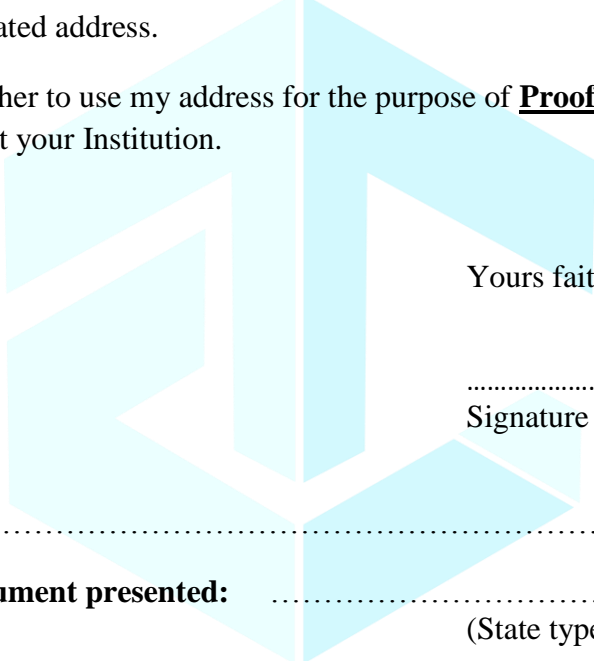 ated address.
her to use my address for the purpose of Proof
t your Institution.
Yours fait
.......................
Signature
…………………………………………………………
ument presented: ……………………………
(State type